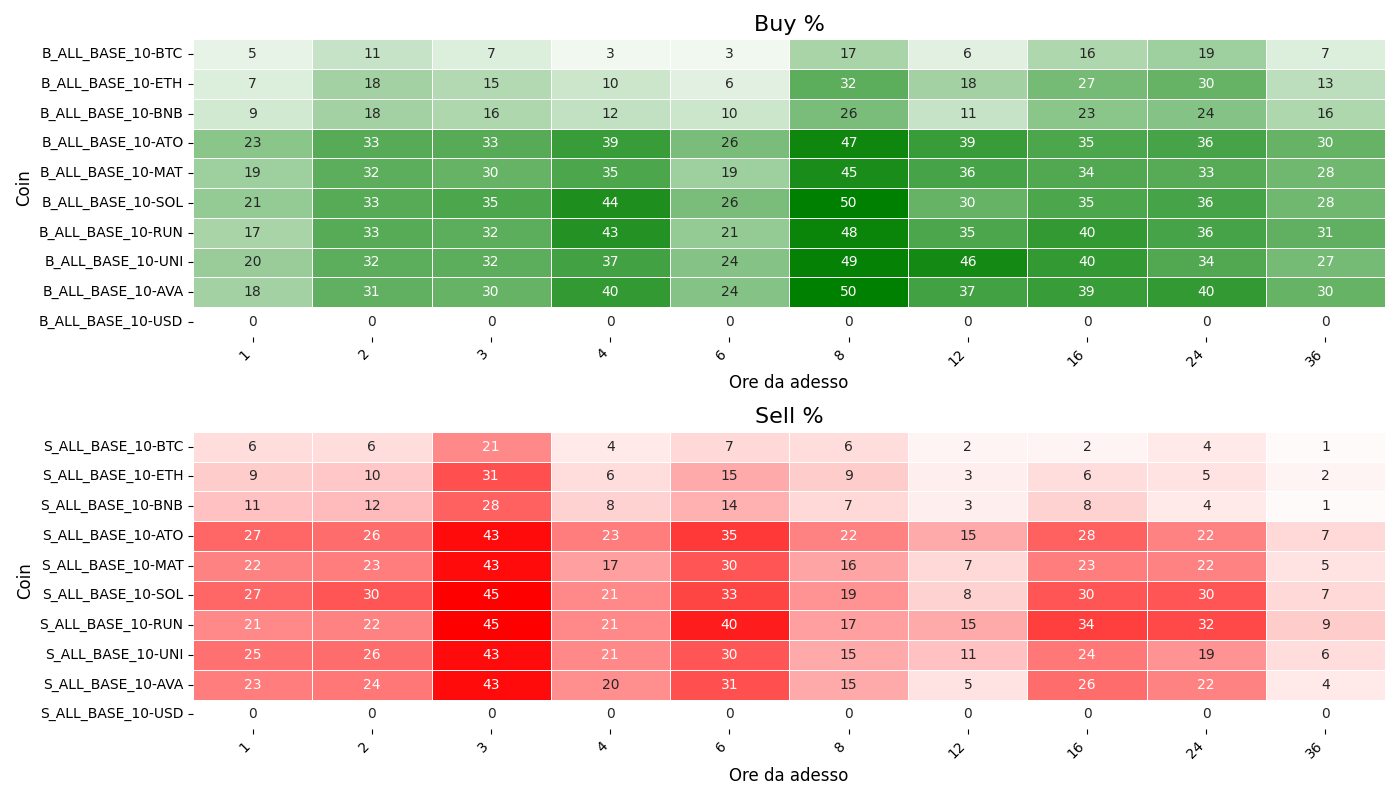 Buy %
Coin
B_ALL_BASE_10-BTC 5 11 7 3 3 17 6 16 19 7
B_ALL_BASE_10-ETH 7 18 15 10 6 32 18 27 30 13
B_ALL_BASE_10-BNB 9 18 16 12 10 26 11 23 24 16
B_ALL_BASE_10-ATO 23 33 33 39 26 47 39 35 36 30
B_ALL_BASE_10-MAT 19 32 30 35 19 45 36 34 33 28
B_ALL_BASE_10-SOL 21 33 35 44 26 50 30 35 36 28
B_ALL_BASE_10-RUN 17 33 32 43 21 48 35 40 36 31
B_ALL_BASE_10-UNI 20 32 32 37 24 49 46 40 34 27
B_ALL_BASE_10-AVA 18 31 30 40 24 50 37 39 40 30
B_ALL_BASE_10-USD 0 0 0 0 0 0 0 0 0 0
1 2 3 4 6 8 12 16 24 36
Ore da adesso
Sell %
Coin
S_ALL_BASE_10-BTC 6 6 21 4 7 6 2 2 4 1
S_ALL_BASE_10-ETH 9 10 31 6 15 9 3 6 5 2
S_ALL_BASE_10-BNB 11 12 28 8 14 7 3 8 4 1
S_ALL_BASE_10-ATO 27 26 43 23 35 22 15 28 22 7
S_ALL_BASE_10-MAT 22 23 43 17 30 16 7 23 22 5
S_ALL_BASE_10-SOL 27 30 45 21 33 19 8 30 30 7
S_ALL_BASE_10-RUN 21 22 45 21 40 17 15 34 32 9
S_ALL_BASE_10-UNI 25 26 43 21 30 15 11 24 19 6
S_ALL_BASE_10-AVA 23 24 43 20 31 15 5 26 22 4
S_ALL_BASE_10-USD 0 0 0 0 0 0 0 0 0 0
1 2 3 4 6 8 12 16 24 36
Ore da adesso